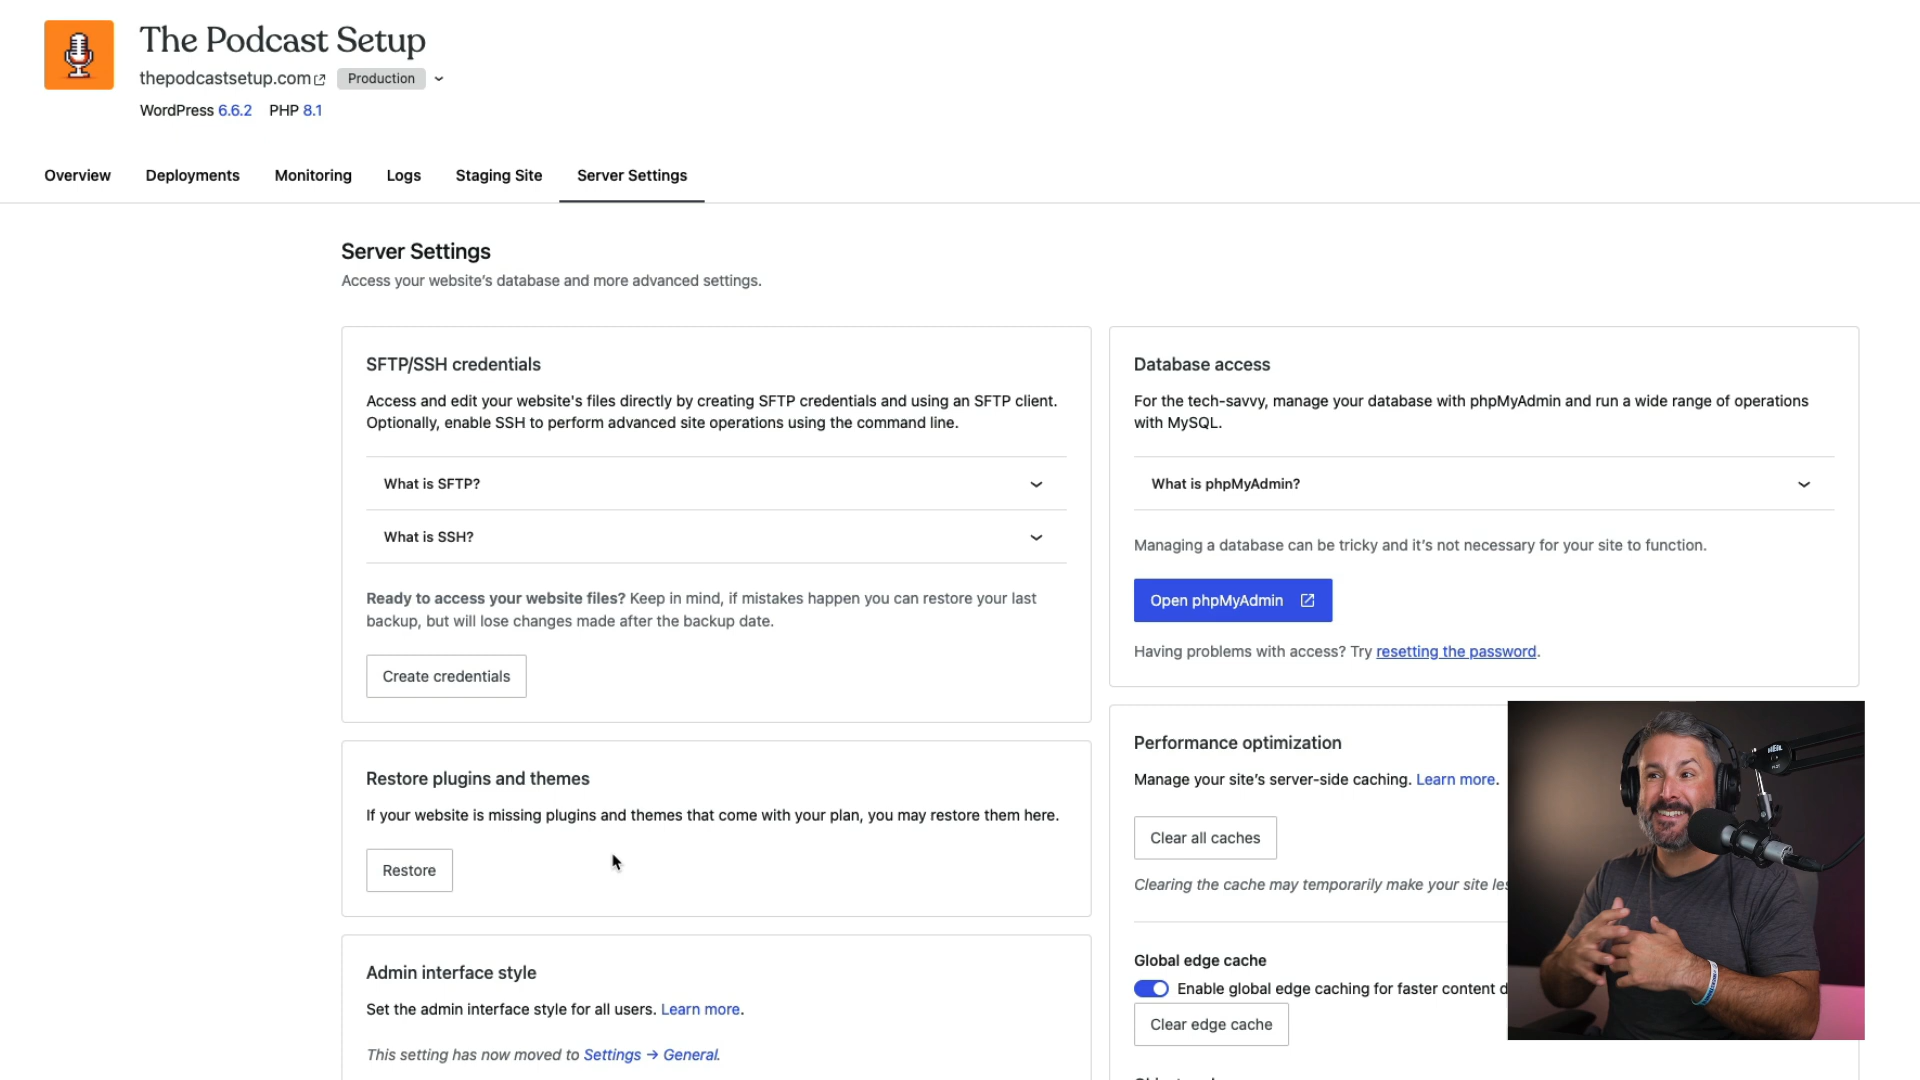 The Podcast Setup
thepodcastsetup.com
Production
WordPress 6.6.2 PHP 8.1
Overview
Deployments
Monitoring
Logs
Staging Site
Server Settings
Server Settings
Access your website's database and more advanced settings.
SFTP/SSH credentials
Access and edit your website's files directly by creating SFTP credentials and using an SFTP client.
Optionally, enable SSH to perform advanced site operations using the command line.
What is SFTP?
What is SSH?
Ready to access your website files? Keep in mind, if mistakes happen you can restore your last
backup, but will lose changes made after the backup date.
Create credentials
Restore plugins and themes
If your website is missing plugins and themes that come with your plan, you may restore them here.
Restore
Admin interface style
Set the admin interface style for all users. Learn more.
This setting has now moved to Settings → General.
Database access
For the tech-savvy, manage your database with phpMyAdmin and run a wide range of operations
with MySQL.
What is phpMyAdmin?
Managing a database can be tricky and it's not necessary for your site to function.
Open phpMyAdmin
Having problems with access? Try resetting the password.
Performance optimization
Manage your site's server-side caching. Learn more.
Clear all caches
Clearing the cache may temporarily make your site
Global edge cache
Enable global edge caching for faster content
Clear edge cache